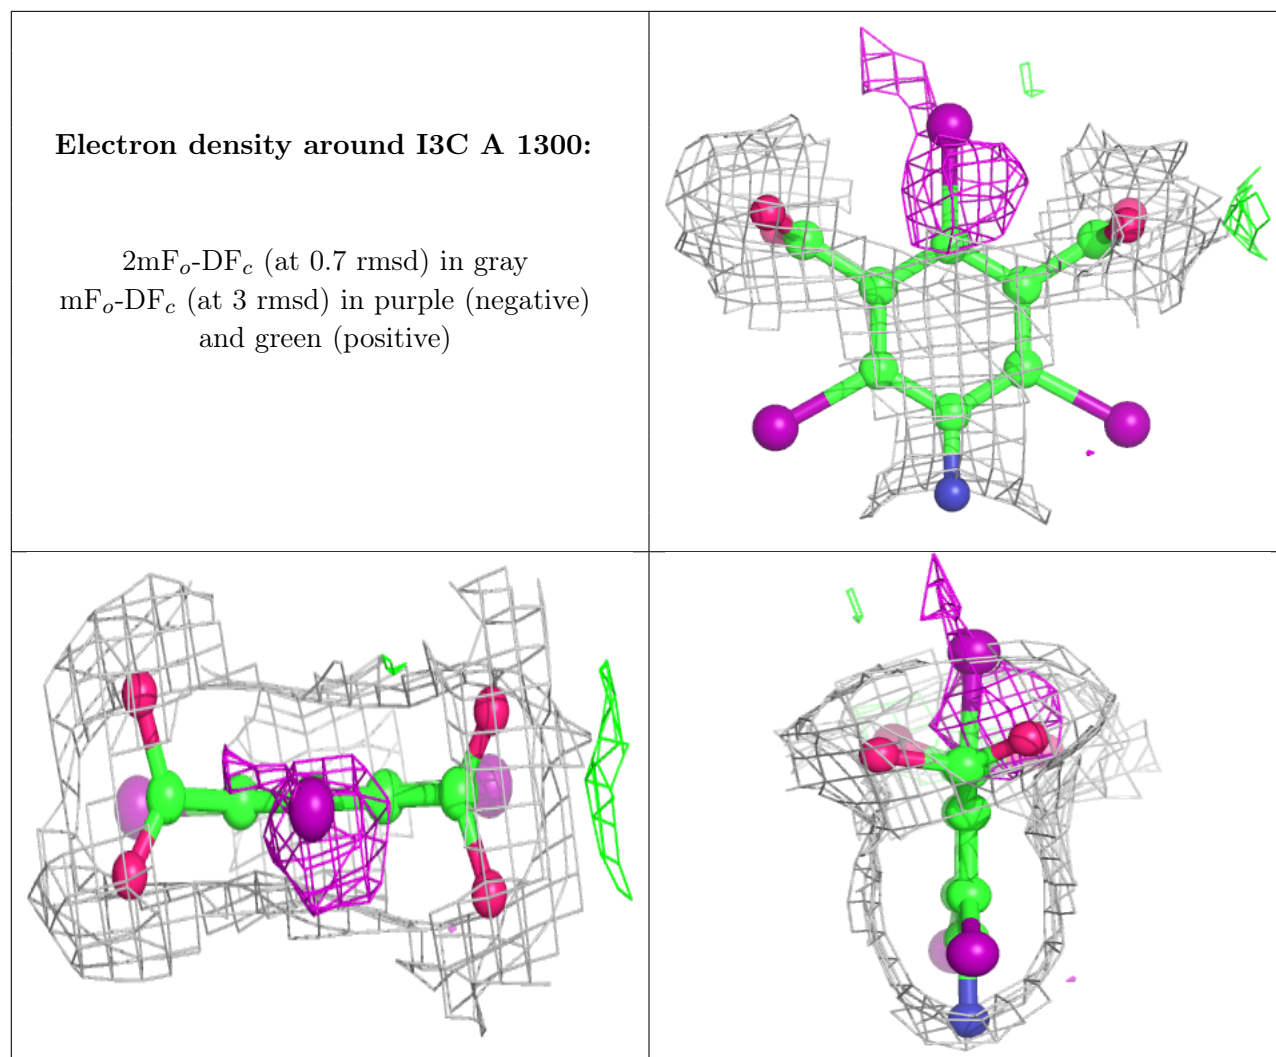 Electron density around I3C A 1300:
2mFo-DFc (at 0.7 rmsd) in gray
mFo-DFc (at 3 rmsd) in purple (negative)
and green (positive)